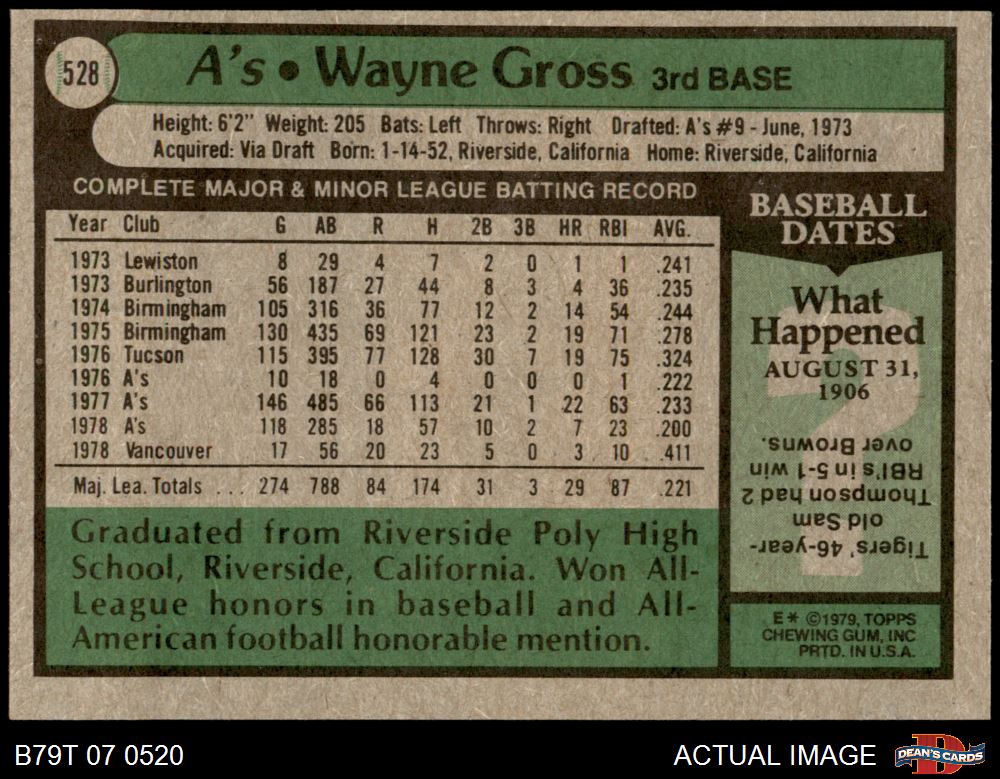 528
A's • Wayne Gross 3rd BASE
Height: 6'2" Weight: 205 Bats: Left Throws: Right Drafted: A's #9 - June, 1973
Acquired: Via Draft Born: 1-14-52, Riverside, California Home: Riverside, California
COMPLETE MAJOR & MINOR LEAGUE BATTING RECORD
Year Club G AB R H 2B 3B HR RBI AVG.
1973 Lewiston 8 29 4 7 2 0 1 1 .241
1973 Burlington 56 187 27 44 8 3 4 36 .235
1974 Birmingham 105 316 36 77 12 2 14 54 .244
1975 Birmingham 130 435 69 121 23 2 19 71 .278
1976 Tucson 115 395 77 128 30 7 19 75 .324
1976 A's 10 18 0 4 0 0 0 1 .222
1977 A's 146 485 66 113 21 1 22 63 .233
1978 A's 118 285 18 57 10 2 7 23 .200
1978 Vancouver 17 56 20 23 5 0 3 10 .411
Maj. Lea. Totals ... 274 788 84 174 31 3 29 87 .221
Graduated from Riverside Poly High
School, Riverside, California. Won All-
League honors in baseball and All-
American football honorable mention.
BASEBALL
DATES
What
Happened
AUGUST 31,
1906
Tigers' 46-year-
old Sam
Thompson had 2
RBI's in 5-1 win
over Browns.
E* ©1979, TOPPS
CHEWING GUM, INC
PRTD. IN U.S.A.
B79T 07 0520
ACTUAL IMAGE
DEAN'S CARDS